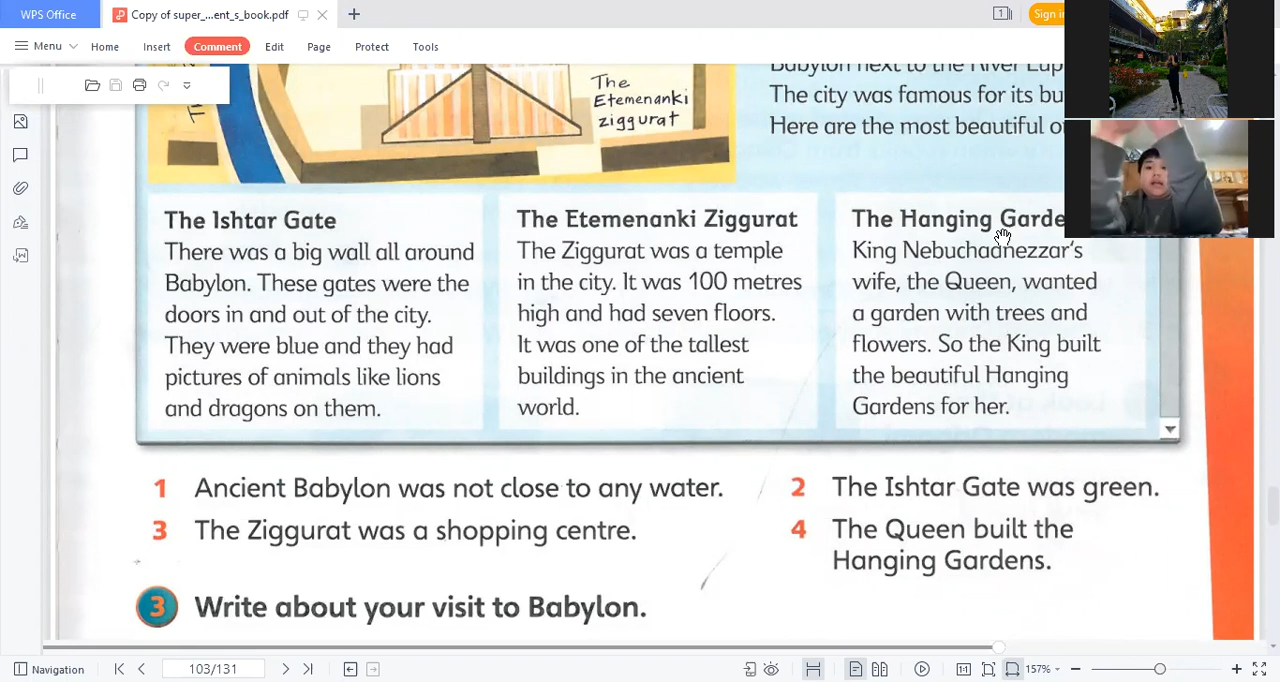 WPS Office
Copy of super_...ent_s_book.pdf
1
Sign in
Menu
Home
Insert
Comment
Edit
Page
Protect
Tools
The
Etemenanki
ziggurat
Babylon next to the River Eup
The city was famous for its bu
Here are the most beautiful o
The Ishtar Gate
There was a big wall all around
Babylon. These gates were the
doors in and out of the city.
They were blue and they had
pictures of animals like lions
and dragons on them.
The Etemenanki Ziggurat
The Ziggurat was a temple
in the city. It was 100 metres
high and had seven floors.
It was one of the tallest
buildings in the ancient
world.
The Hanging Garde
King Nebuchadnezzar's
wife, the Queen, wanted
a garden with trees and
flowers. So the King built
the beautiful Hanging
Gardens for her.
1 Ancient Babylon was not close to any water.
2 The Ishtar Gate was green.
3 The Ziggurat was a shopping centre.
4 The Queen built the
Hanging Gardens.
3 Write about your visit to Babylon.
Navigation
103/131
157%